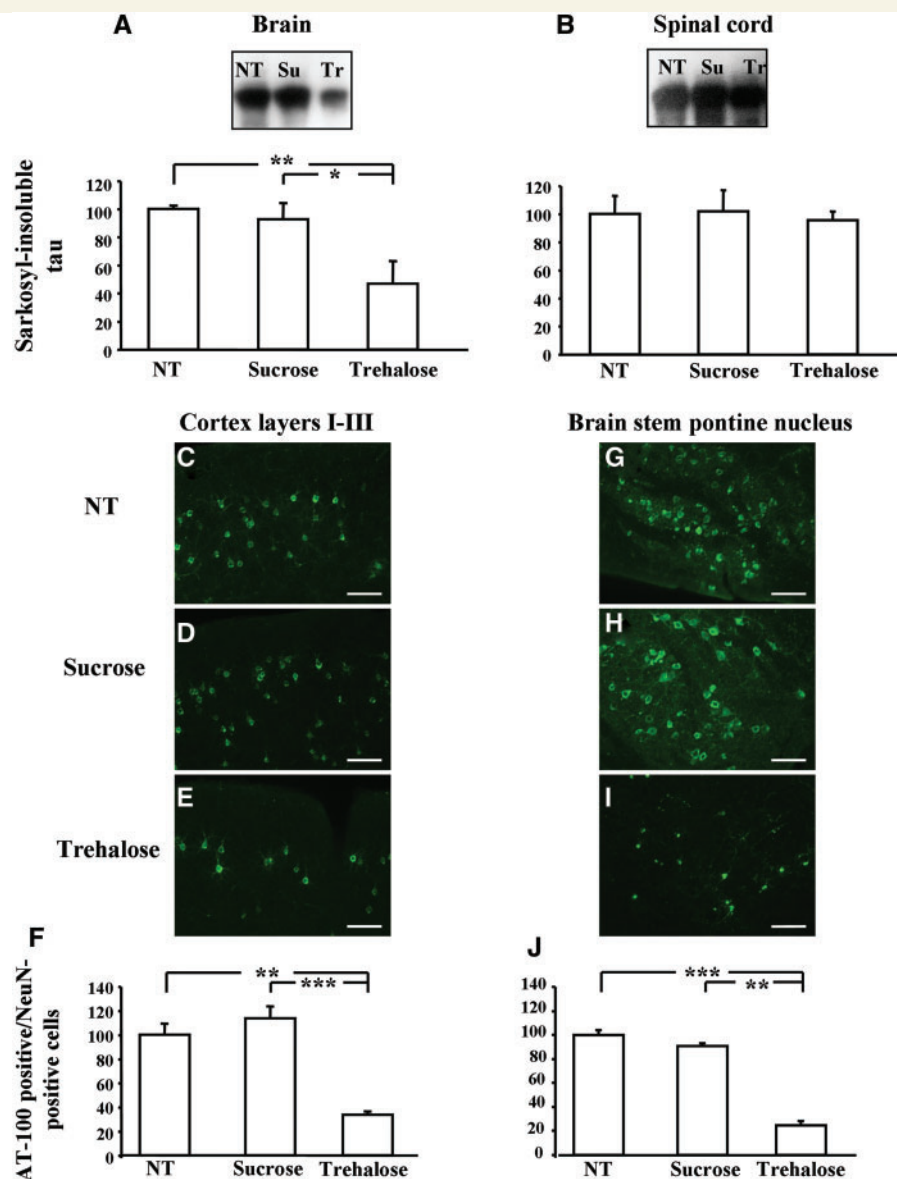 A Brain
B Spinal cord
NT Su Tr
NT Su Tr
**
*
Sarkosyl-insoluble
tau
120
100
80
60
40
20
0
NT Sucrose Trehalose
120
100
80
60
40
20
0
NT Sucrose Trehalose
Cortex layers I-III
Brain stem pontine nucleus
NT
C
G
Sucrose
D
H
Trehalose
E
I
F
**
***
AT-100 positive/NeuN-
positive cells
140
120
100
80
60
40
20
0
NT Sucrose Trehalose
J
***
**
140
120
100
80
60
40
20
0
NT Sucrose Trehalose